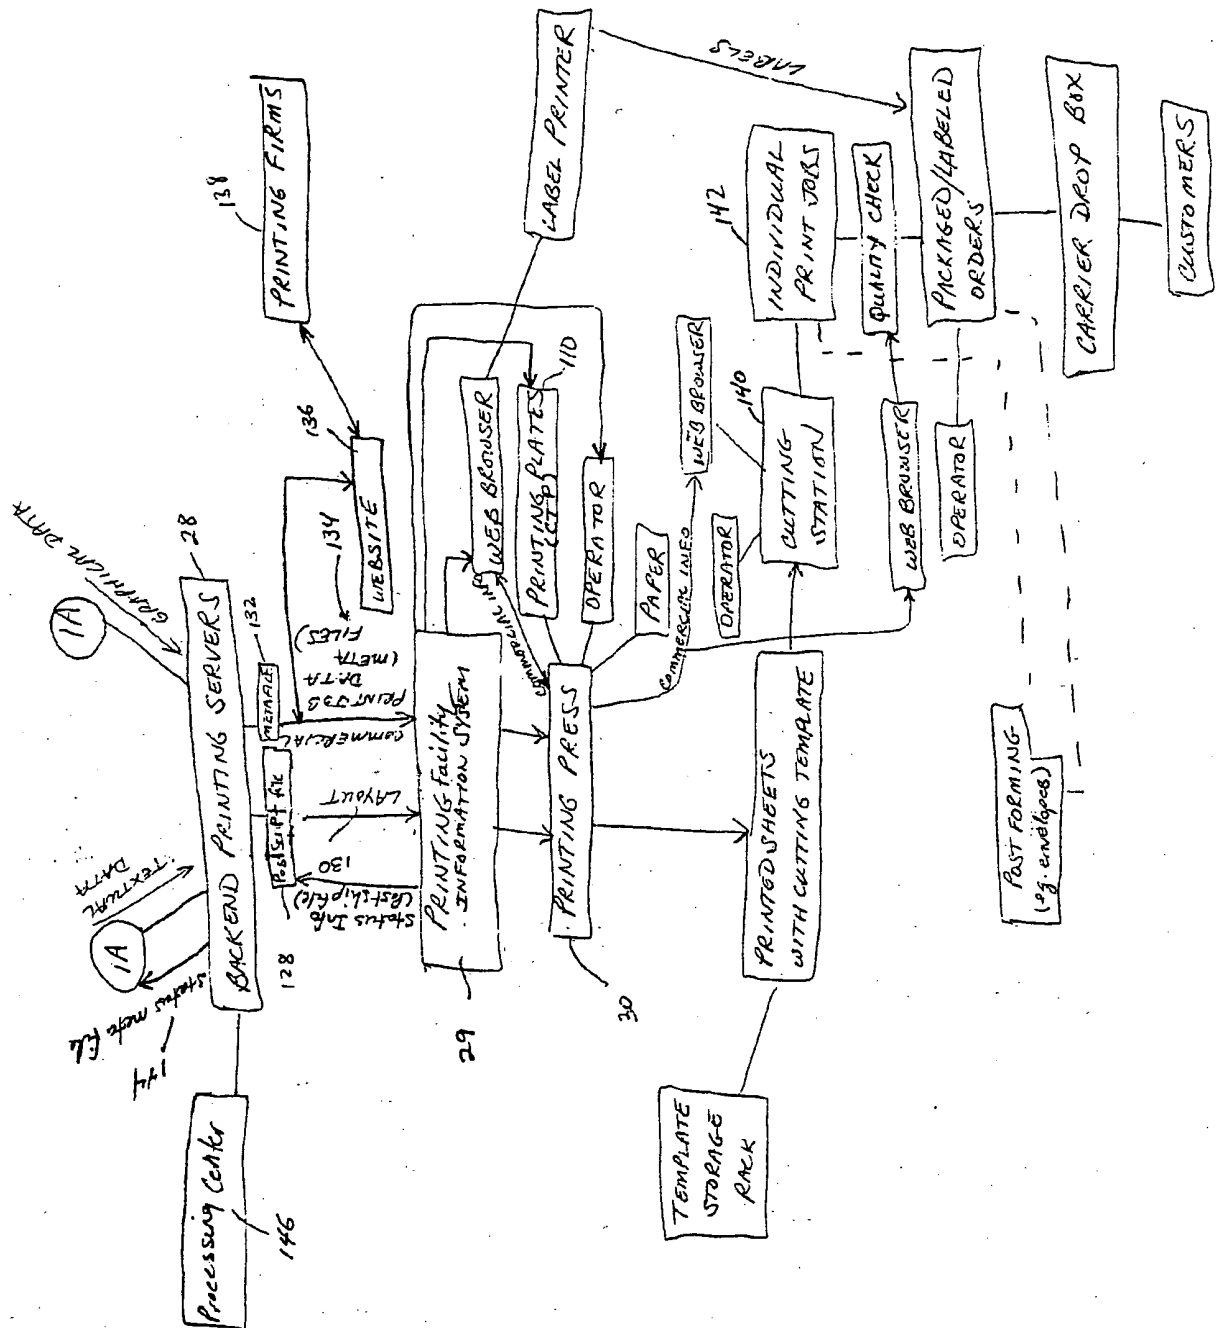 1A
GRAPHICAL DATA
1A
TEXTUAL
DATA
status meta file
144
BACKEND PRINTING SERVERS
28
Processing Center
146
PostScript file
128
METAFILE
132
LAYOUT
130
Status Info
(Lastshipfile)
COMMERCIAL
PRINT JOB
DATA
(META
FILES)
134
WEBSITE
136
PRINTING FIRMS
138
PRINTING Facility
INFORMATION SYSTEM
29
WEB BROWSER
PRINTING PLATES
(CTP)
110
OPERATOR
LABEL PRINTER
LABELS
COMMERCIAL INFO
PRINTING PRESS
30
PAPER
COMMERCIAL INFO
WEB BROWSER
OPERATOR
CUTTING
STATION
140
INDIVIDUAL
PRINT JOBS
142
TEMPLATE
STORAGE
RACK
PRINTED SHEETS
WITH CUTTING TEMPLATE
WEB BROWSER
QUALITY CHECK
OPERATOR
PACKAGED/LABELED
ORDERS
POST FORMING
(eg. envelopes)
CARRIER DROP BOX
CUSTOMERS